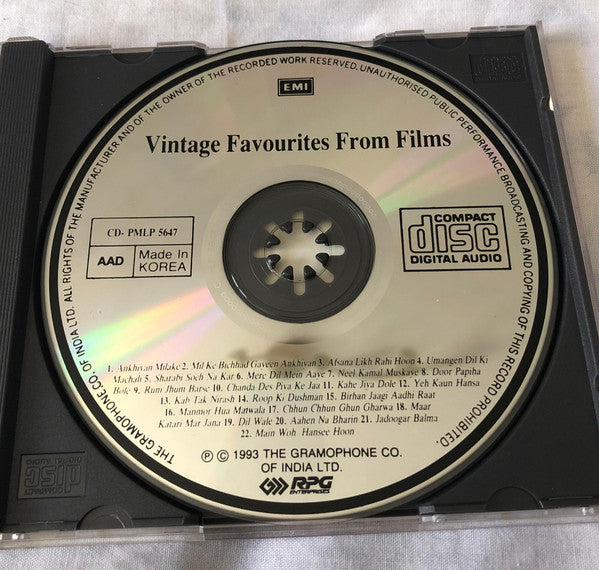 ALL RIGHTS OF THE MANUFACTURER AND OF THE OWNER OF THE RECORDED WORK RESERVED. UNAUTHORISED PUBLIC PERFORMANCE BROADCASTING AND COPYING OF THIS RECORD PROHIBITED.
THE GRAMOPHONE CO. OF INDIA LTD.
EMI
Vintage Favourites From Films
CD- PMLP 5647
AAD
Made In
KOREA
COMPACT
disc
DIGITAL AUDIO
1. Ankhiyan Milake 2. Mil Ke Bichhad Gayeen Ankhiyan 3. Afsana Likh Rahi Hoon 4. Umangen Dil Ki
Machali 5. Sharabi Soch Na Kar 6. Mere Dil Mein Aaye 7. Neel Kamal Muskaye 8. Door Papiha
Bole 9. Rum Jhum Barse 10. Chanda Des Piya Ke Jaa 11. Kahe Jiya Dole 12. Yeh Kaun Hansa
13. Kab Tak Nirash 14. Roop Ki Dushman 15. Birhan Jaagi Aadhi Raat
16. Manmor Hua Matwala 17. Chhun Chhun Ghun Gharwa 18. Maar
Katari Mar Jana 19. Dil Wale 20. Aahen Na Bharin 21. Jadoogar Balma
22. Main Woh Hansee Hoon
Ⓟ © 1993 THE GRAMOPHONE CO.
OF INDIA LTD.
RPG
ENTERPRISES
COMPACT
disc
DIGITAL AUDIO